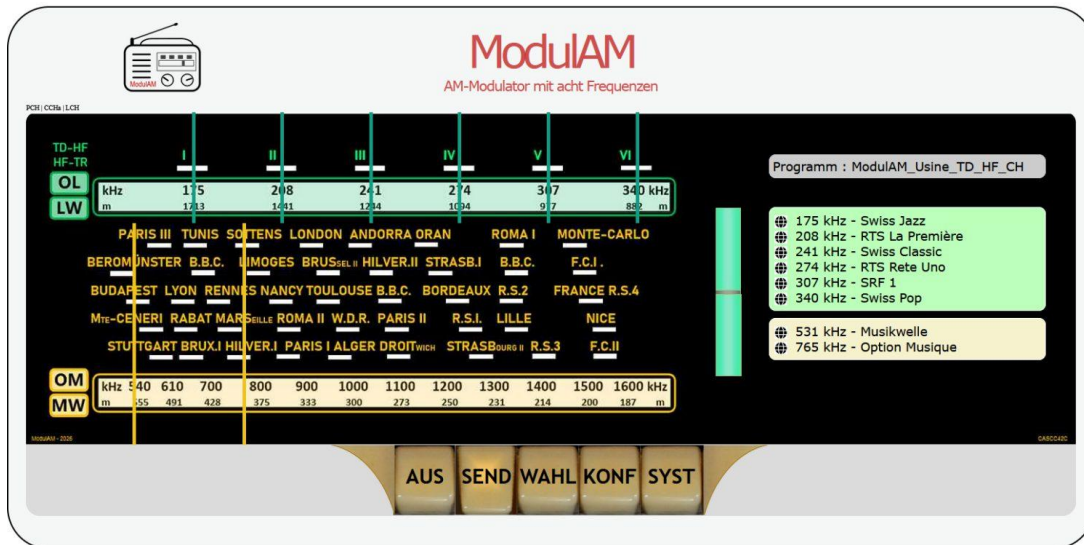 ModulAM
ModulAM
AM-Modulator mit acht Frequenzen
PCH | CCHa | LCH
TD-HF
HF-TR
I II III IV V VI
OL
kHz 175 208 241 274 307 340 kHz
LW
m 1713 1441 1244 1094 977 882 m
PARIS III TUNIS SOTTENS LONDON ANDORRA ORAN ROMA I MONTE-CARLO
BEROMÜNSTER B.B.C. LIMOGES BRUSSEL II HILVER.II STRASB.I B.B.C. F.C.I .
BUDAPEST LYON RENNES NANCY TOULOUSE B.B.C. BORDEAUX R.S.2 FRANCE R.S.4
MTE-CENERI RABAT MARSEILLE ROMA II W.D.R. PARIS II R.S.I. LILLE NICE
STUTTGART BRUX.I HILVER.I PARIS I ALGER DROITWICH STRASBOURG II R.S.3 F.C.II
OM
kHz 540 610 700 800 900 1000 1100 1200 1300 1400 1500 1600 kHz
MW
m 555 491 428 375 333 300 273 250 231 214 200 187 m
ModulAM - 2026
Programm : ModulAM_Usine_TD_HF_CH
175 kHz - Swiss Jazz
208 kHz - RTS La Première
241 kHz - Swiss Classic
274 kHz - RTS Rete Uno
307 kHz - SRF 1
340 kHz - Swiss Pop
531 kHz - Musikwelle
765 kHz - Option Musique
CASCC42C
AUS SEND WAHL KONF SYST